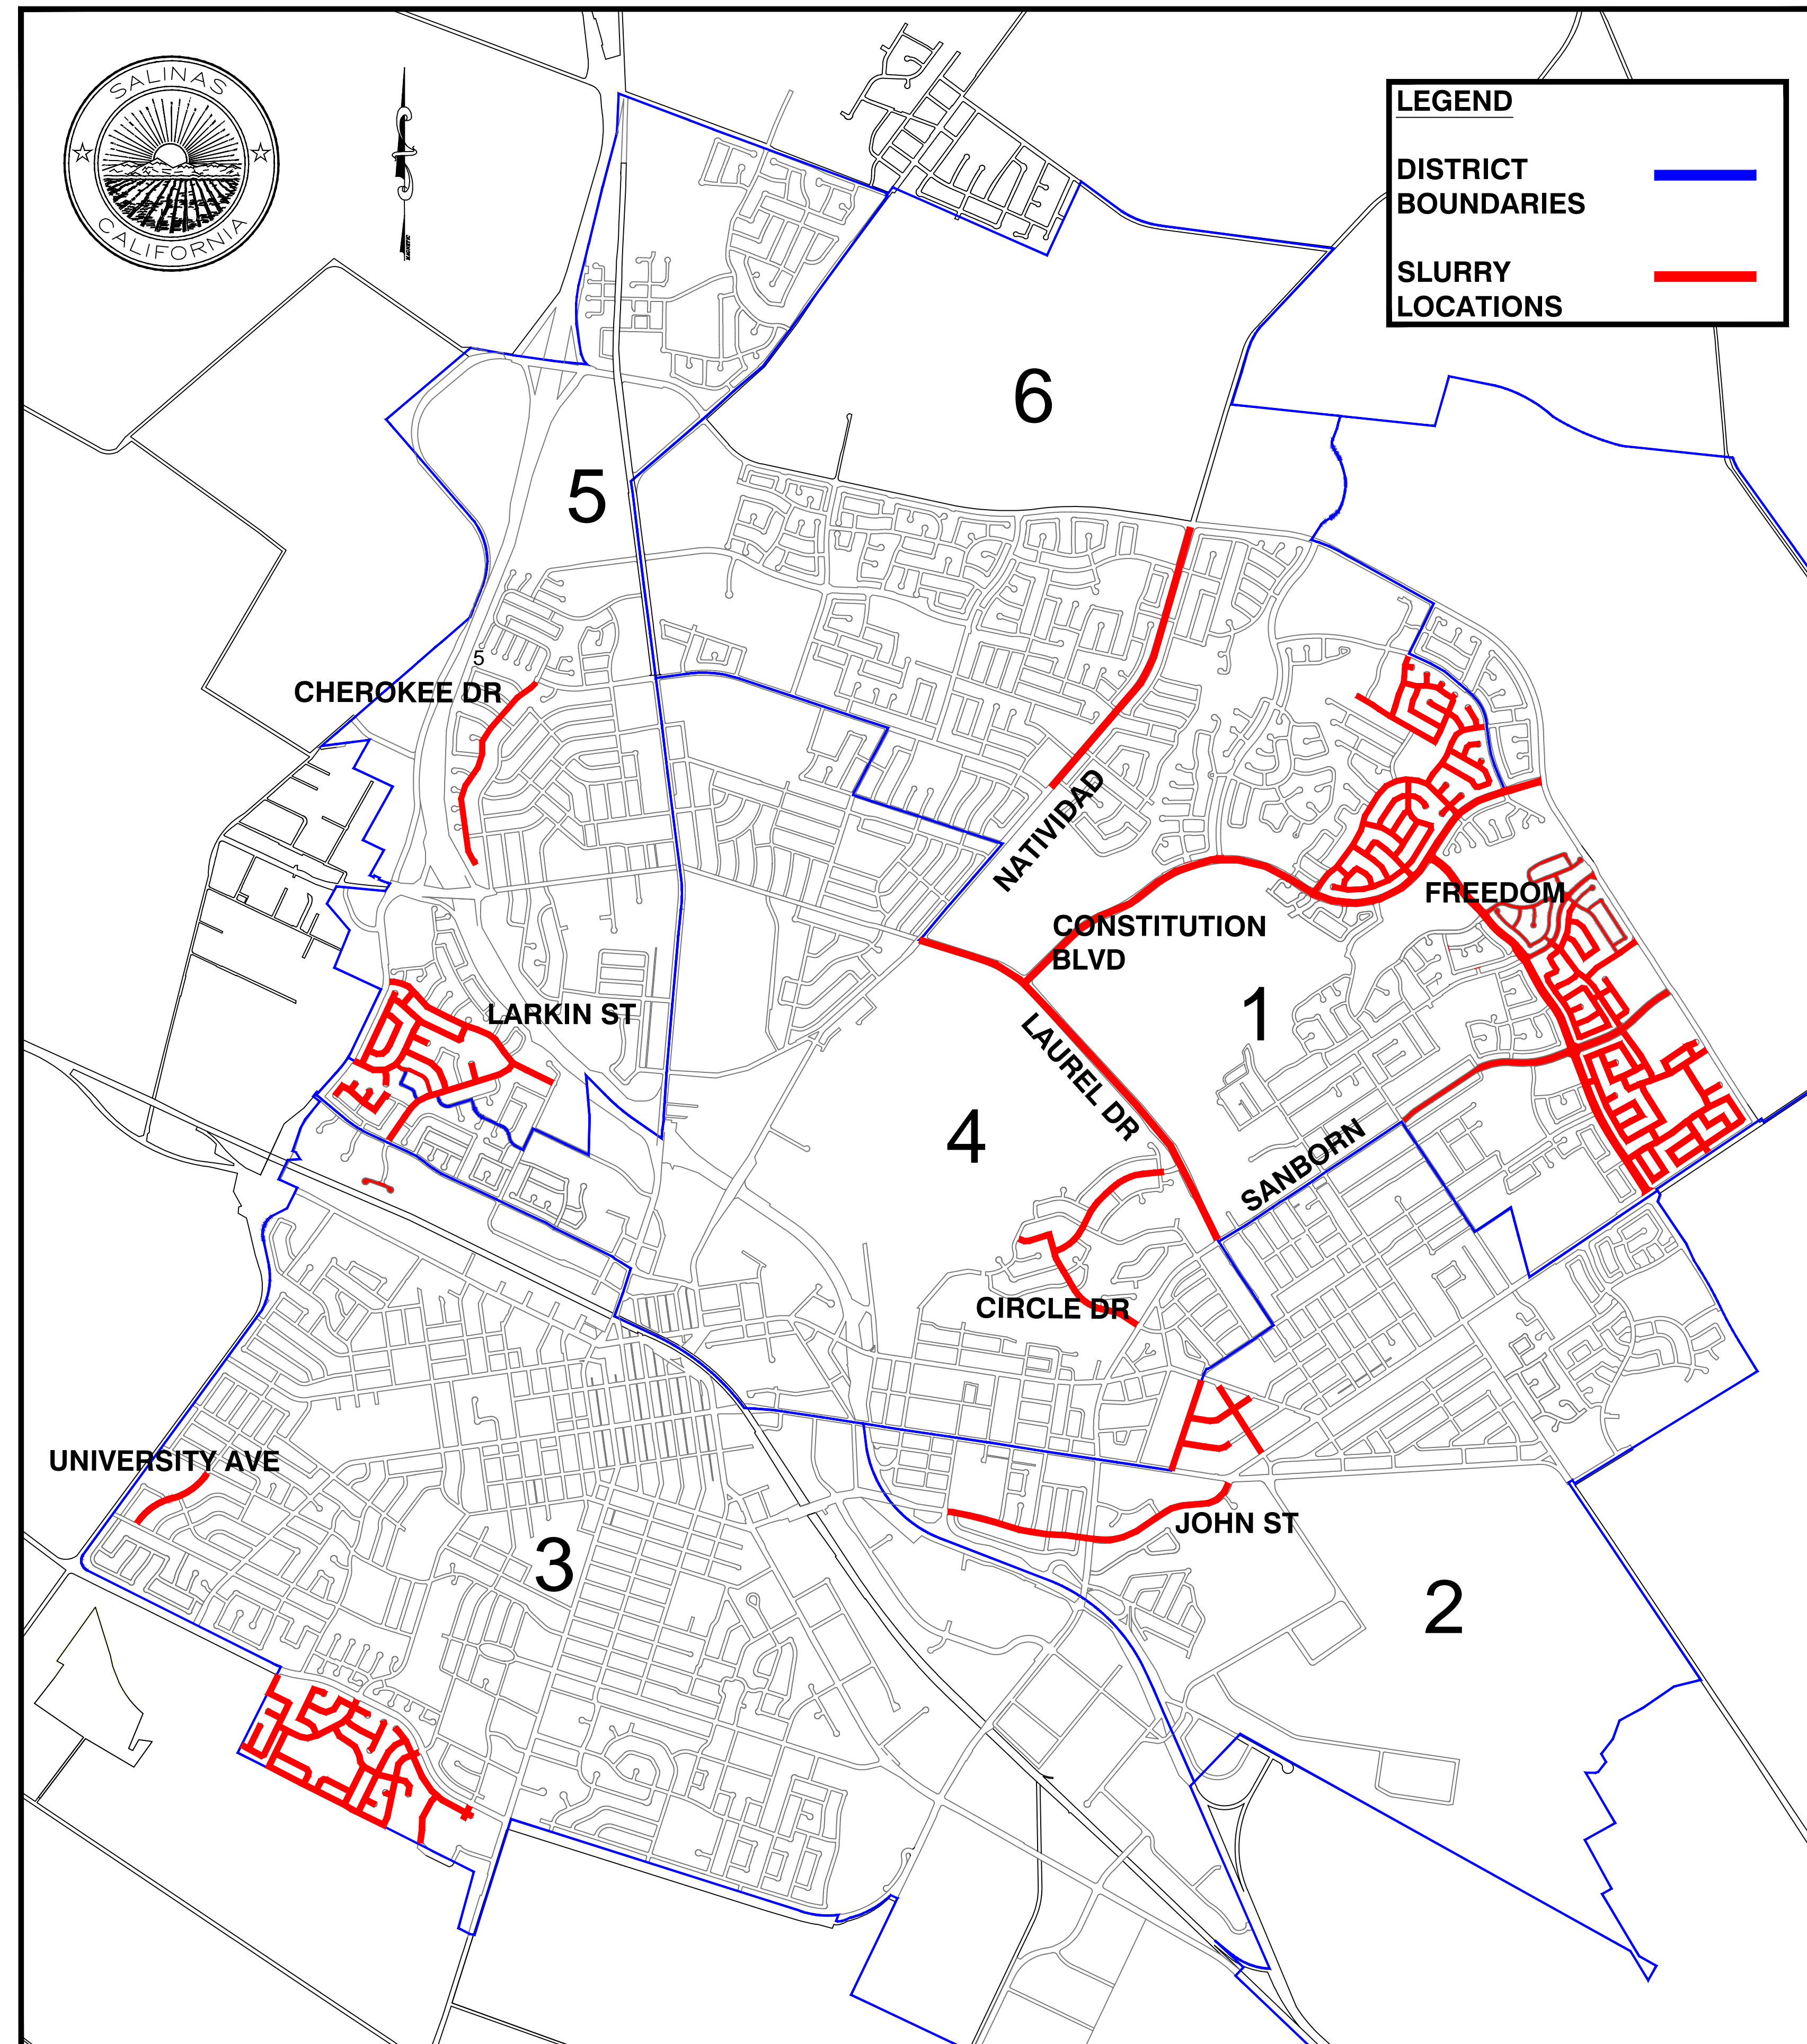 SALINAS
CALIFORNIA
LEGEND
DISTRICT
BOUNDARIES
SLURRY
LOCATIONS
6
5
5
CHEROKEE DR
NATIVIDAD
FREEDOM
CONSTITUTION
BLVD
LARKIN ST
1
LAUREL DR
4
SANBORN
CIRCLE DR
UNIVERSITY AVE
JOHN ST
3
2